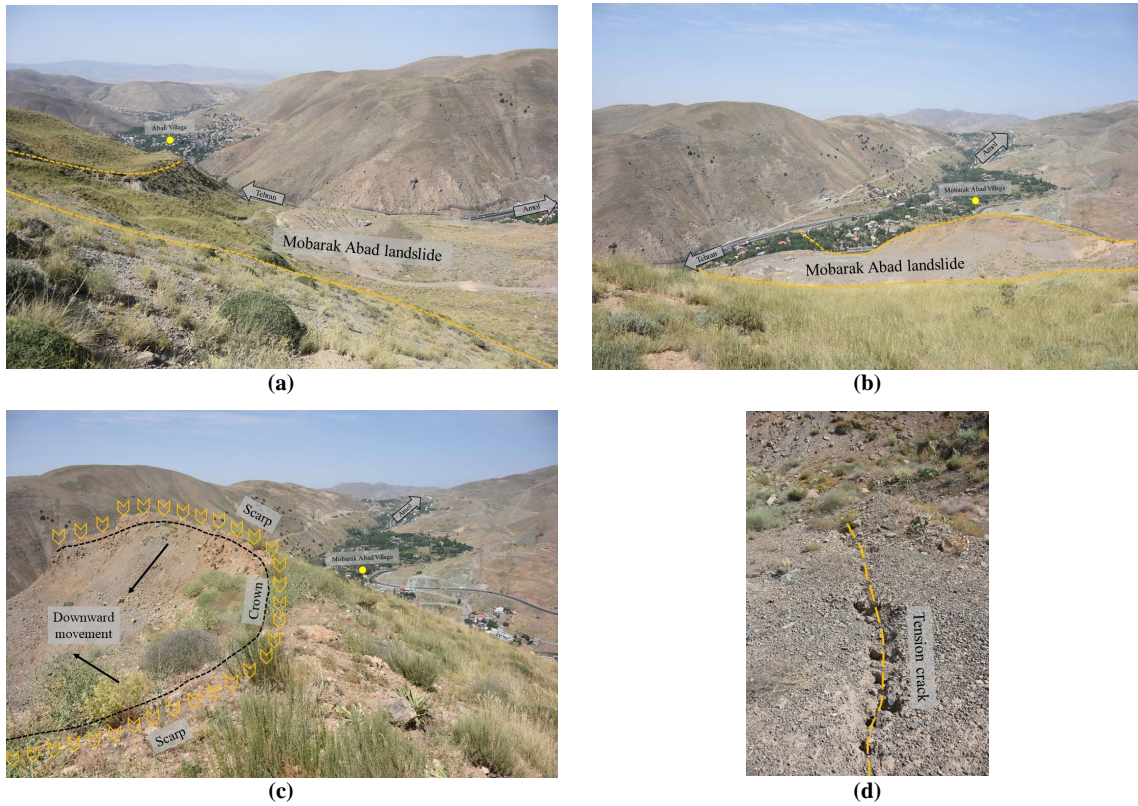 Abali Village
Tehran
Amol
Mobarak Abad landslide
(a)
Amol
Mobarak Abad Village
Tehran
Mobarak Abad landslide
(b)
Scarp
Amol
Mobarak Abad Village
Crown
Downward
movement
Scarp
(c)
Tension crack
(d)